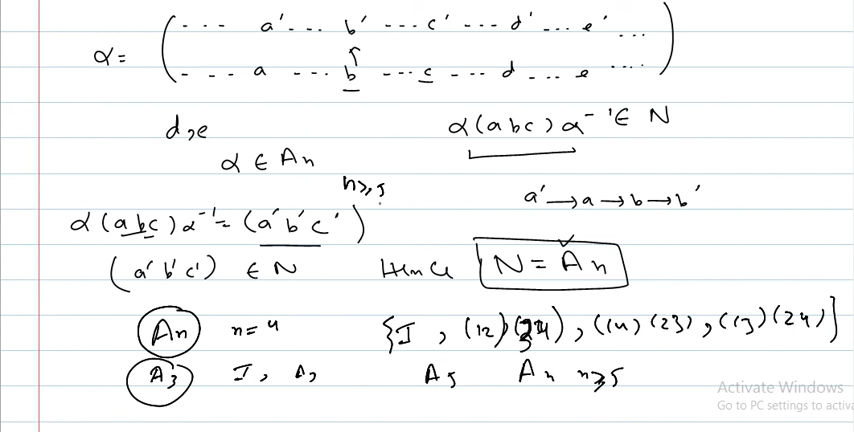 α = ( ... a' ... b' ... c' ... d' ... e' ...
... a ... b ... c ... d ... e .... )
d, e
α(abc)α⁻¹ ∈ N
α ∈ An
n ≥ 5
a' → a → b → b'
α(abc)α⁻¹ = (a' b' c')
(a' b' c') ∈ N Hence N = An
An n = 4 { I , (12)(34) , (14)(23) , (13)(24) }
A3 I , A3 A5 An n ≥ 5
Activate Windows
Go to PC settings to activa